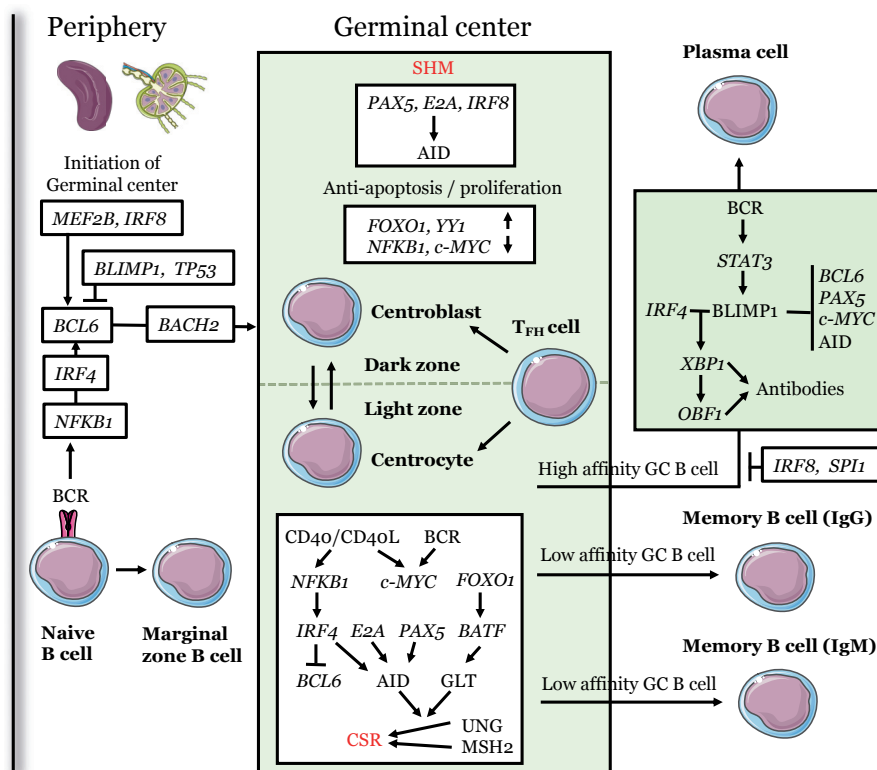 Periphery
Initiation of
Germinal center
MEF2B, IRF8
BLIMP1, TP53
BCL6
BACH2
IRF4
NFKB1
BCR
Naive
B cell
Marginal
zone B cell
Germinal center
SHM
PAX5, E2A, IRF8
AID
Anti-apoptosis / proliferation
FOXO1, YY1
NFKB1, c-MYC
Centroblast
TFH cell
Dark zone
Light zone
Centrocyte
CD40/CD40L
BCR
NFKB1
c-MYC
FOXO1
IRF4
E2A
PAX5
BATF
BCL6
AID
GLT
UNG
CSR
MSH2
Plasma cell
BCR
STAT3
IRF4
BLIMP1
BCL6
PAX5
c-MYC
AID
XBP1
Antibodies
OBF1
High affinity GC B cell
IRF8, SPI1
Memory B cell (IgG)
Low affinity GC B cell
Memory B cell (IgM)
Low affinity GC B cell